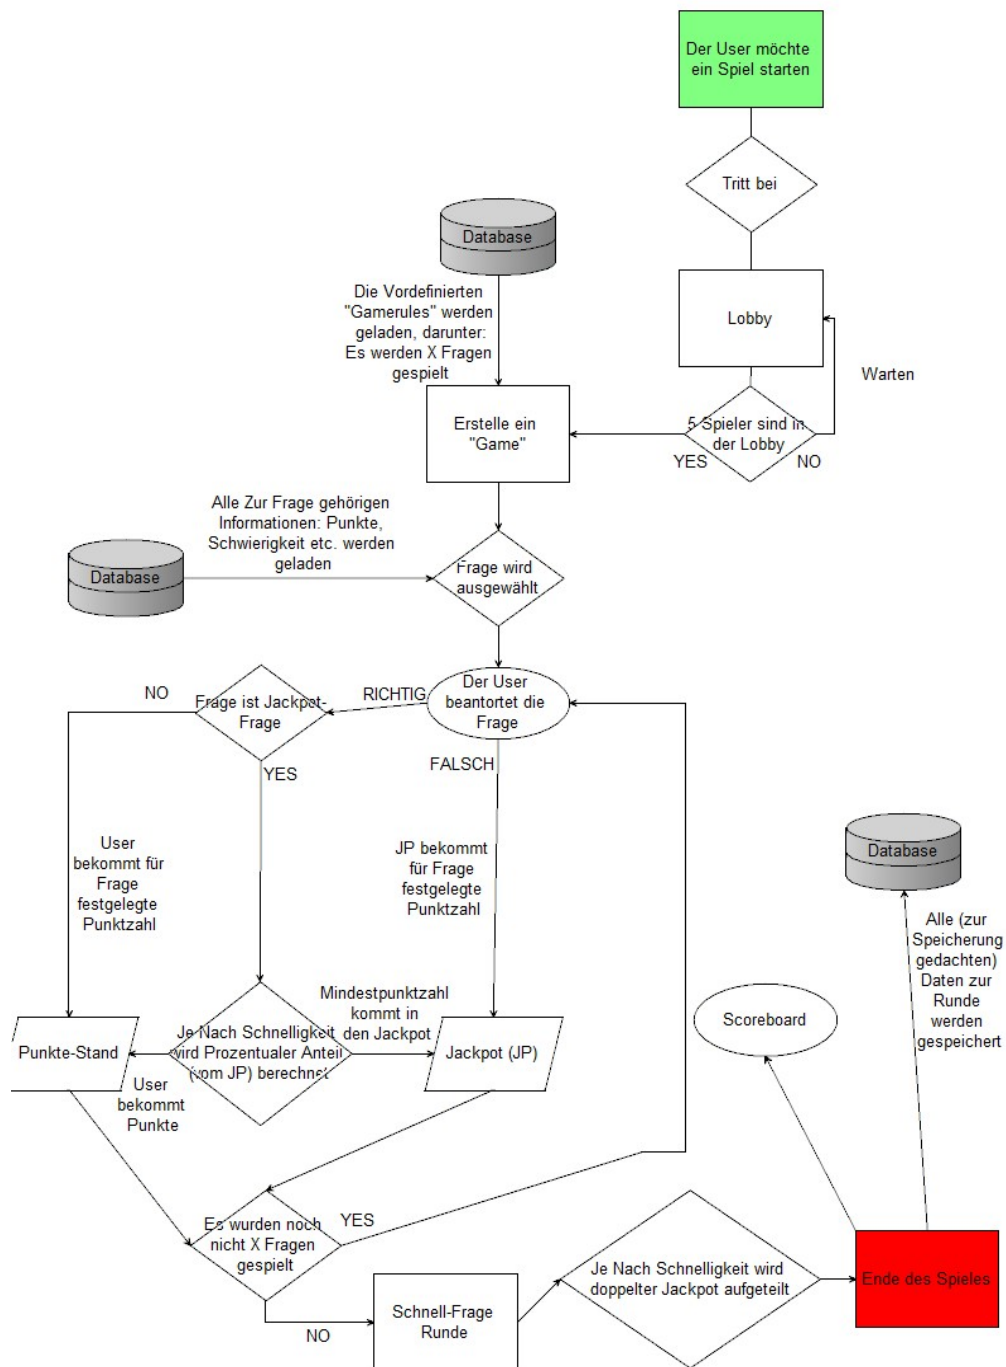 Der User möchte
ein Spiel starten
Tritt bei
Database
Die Vordefinierten
"Gamerules" werden
geladen, darunter:
Es werden X Fragen
gespielt
Lobby
Warten
Erstelle ein
"Game"
5 Spieler sind in
der Lobby
YES
NO
Alle Zur Frage gehörigen
Informationen: Punkte,
Schwierigkeit etc. werden
geladen
Database
Frage wird
ausgewählt
NO
Frage ist Jackpot-
Frage
RICHTIG
Der User
beantortet die
Frage
YES
FALSCH
User
bekommt für
Frage
festgelegte
Punktzahl
JP bekommt
für Frage
festgelegte
Punktzahl
Database
Alle (zur
Speicherung
gedachten)
Daten zur
Runde
werden
gespeichert
Mindestpunktzahl
kommt in
den Jackpot
Scoreboard
Punkte-Stand
Je Nach Schnelligkeit
wird Prozentualer Anteil
(vom JP) berechnet
Jackpot (JP)
User
bekommt
Punkte
Es wurden noch
nicht X Fragen
gespielt
YES
NO
Schnell-Frage
Runde
Je Nach Schnelligkeit wird
doppelter Jackpot aufgeteilt
Ende des Spieles